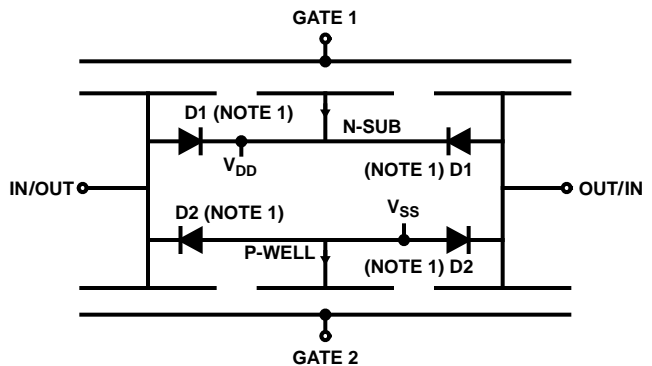 GATE 1
D1 (NOTE 1)
N-SUB
VDD
(NOTE 1) D1
IN/OUT
OUT/IN
D2 (NOTE 1)
VSS
P-WELL
(NOTE 1) D2
GATE 2